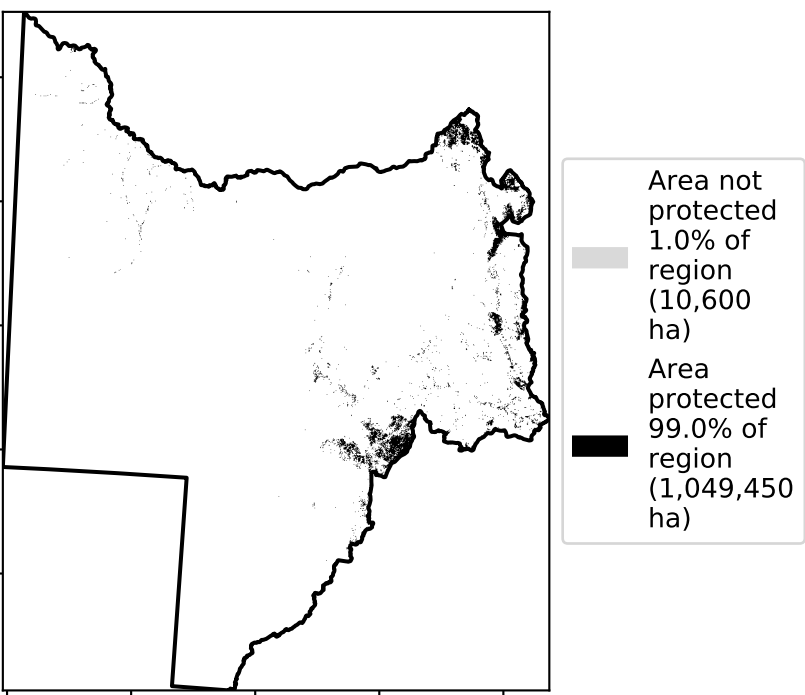 Area not
protected
1.0% of
region
(10,600
ha)
Area
protected
99.0% of
region
(1,049,450
ha)